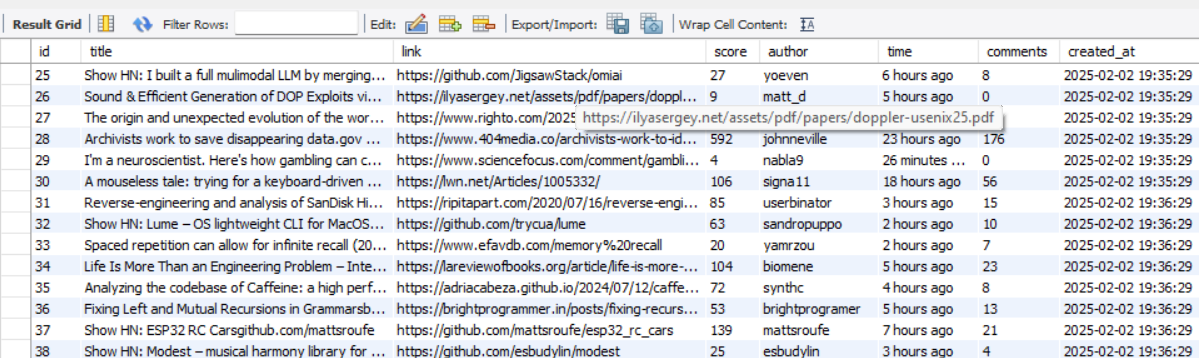 Result Grid Filter Rows: Edit: Export/Import: Wrap Cell Content:
id title link score author time comments created_at
25 Show HN: I built a full mulimodal LLM by merging... https://github.com/JigsawStack/omiai 27 yoeven 6 hours ago 8 2025-02-02 19:35:29
26 Sound & Efficient Generation of DOP Exploits vi... https://ilyasergey.net/assets/pdf/papers/doppl... 9 matt_d 5 hours ago 0 2025-02-02 19:35:29
27 The origin and unexpected evolution of the wor... https://www.righto.com/2025 https://ilyasergey.net/assets/pdf/papers/doppler-usenix25.pdf 2025-02-02 19:35:29
28 Archivists work to save disappearing data.gov ... https://www.404media.co/archivists-work-to-id... 592 johnneville 23 hours ago 176 2025-02-02 19:35:29
29 I'm a neuroscientist. Here's how gambling can c... https://www.sciencefocus.com/comment/gambli... 4 nabla9 26 minutes ... 0 2025-02-02 19:35:29
30 A mouseless tale: trying for a keyboard-driven ... https://lwn.net/Articles/1005332/ 106 signa11 18 hours ago 56 2025-02-02 19:35:29
31 Reverse-engineering and analysis of SanDisk Hi... https://ripitapart.com/2020/07/16/reverse-engi... 85 userbinator 3 hours ago 15 2025-02-02 19:36:29
32 Show HN: Lume – OS lightweight CLI for MacOS... https://github.com/trycua/lume 63 sandropuppo 2 hours ago 10 2025-02-02 19:36:29
33 Spaced repetition can allow for infinite recall (20... https://www.efavdb.com/memory%20recall 20 yamrzou 2 hours ago 7 2025-02-02 19:36:29
34 Life Is More Than an Engineering Problem – Inte... https://lareviewofbooks.org/article/life-is-more-... 104 biomene 5 hours ago 23 2025-02-02 19:36:29
35 Analyzing the codebase of Caffeine: a high perf... https://adriacabeza.github.io/2024/07/12/caffe... 72 synthc 4 hours ago 8 2025-02-02 19:36:29
36 Fixing Left and Mutual Recursions in Grammarsb... https://brightprogrammer.in/posts/fixing-recurs... 53 brightprogramer 5 hours ago 13 2025-02-02 19:36:29
37 Show HN: ESP32 RC Carsgithub.com/mattsroufe https://github.com/mattsroufe/esp32_rc_cars 139 mattsroufe 7 hours ago 21 2025-02-02 19:36:29
38 Show HN: Modest – musical harmony library for ... https://github.com/esbudylin/modest 25 esbudylin 3 hours ago 4 2025-02-02 19:36:29